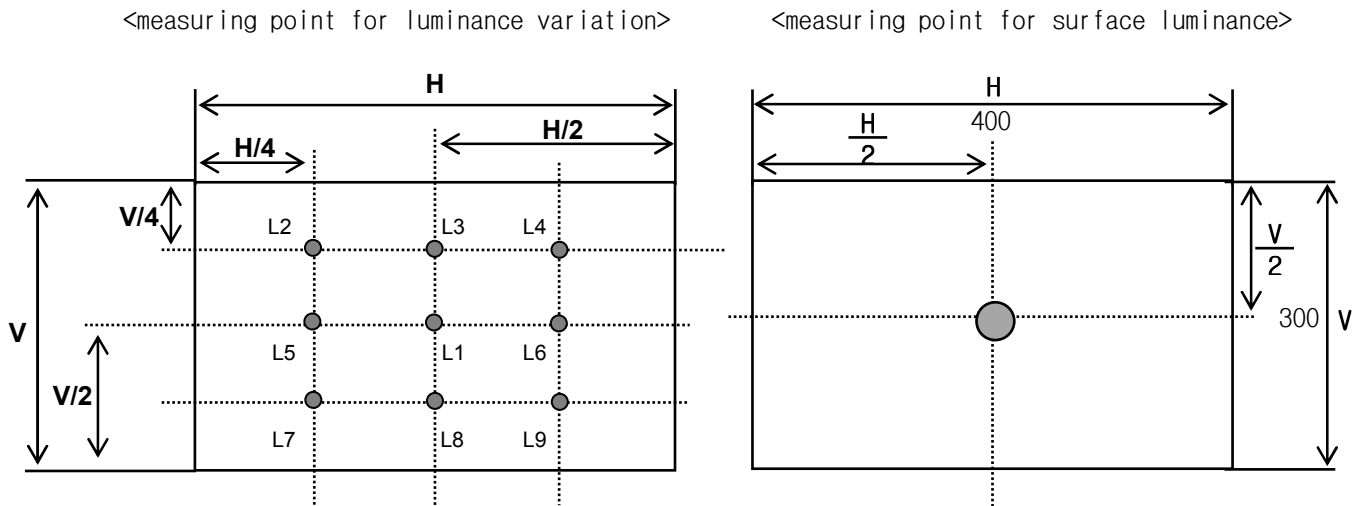 <measuring point for luminance variation>
<measuring point for surface luminance>
H
H/2
H/4
V/4
L2 L3 L4
V
L5 L1 L6
V/2
L7 L8 L9
H
400
H
2
V
2
300 V